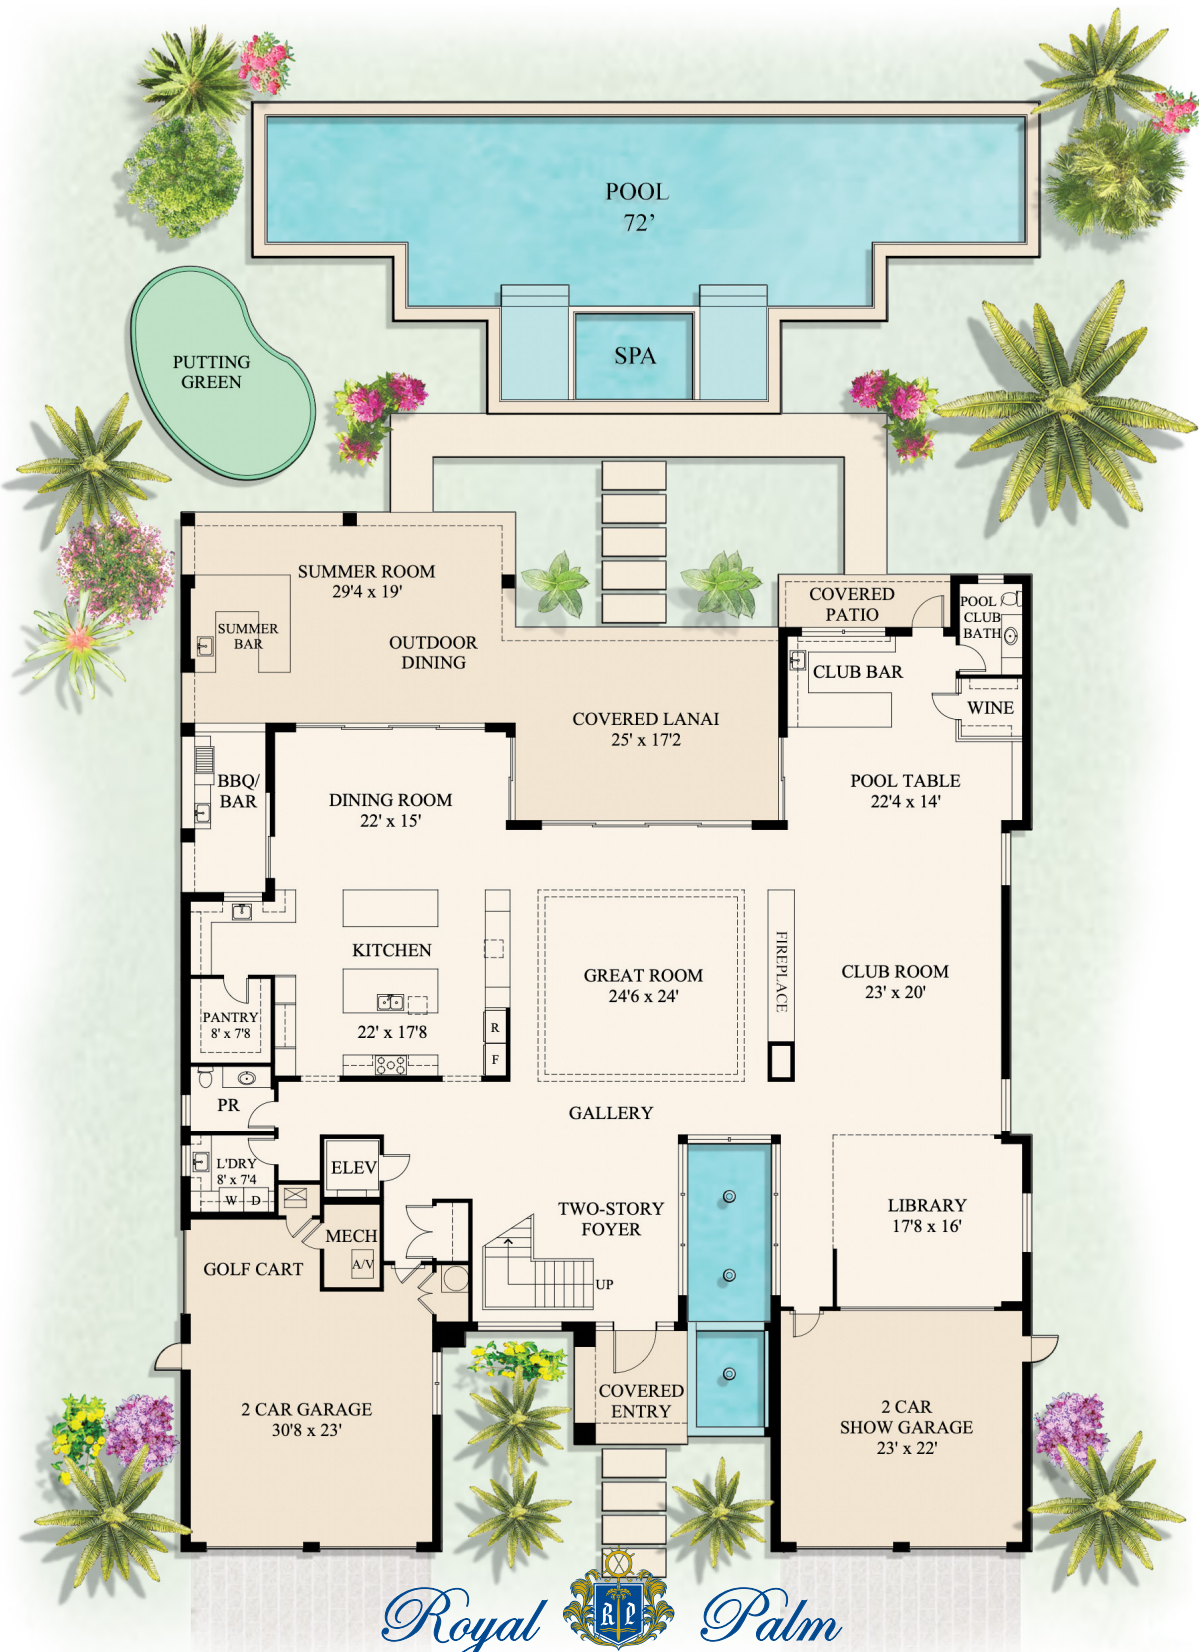 POOL
72'
SPA
PUTTING
GREEN
SUMMER ROOM
29'4 x 19'
SUMMER
BAR
OUTDOOR
DINING
COVERED
PATIO
POOL /
CLUB
BATH
CLUB BAR
WINE
COVERED LANAI
25' x 17'2
BBQ/
BAR
DINING ROOM
22' x 15'
POOL TABLE
22'4 x 14'
KITCHEN
22' x 17'8
GREAT ROOM
24'6 x 24'
FIREPLACE
CLUB ROOM
23' x 20'
PANTRY
8' x 7'8
R
F
PR
GALLERY
L'DRY
8' x 7'4
W D
ELEV
MECH
A/V
TWO-STORY
FOYER
UP
LIBRARY
17'8 x 16'
GOLF CART
2 CAR GARAGE
30'8 x 23'
COVERED
ENTRY
2 CAR
SHOW GARAGE
23' x 22'
Royal RP Palm